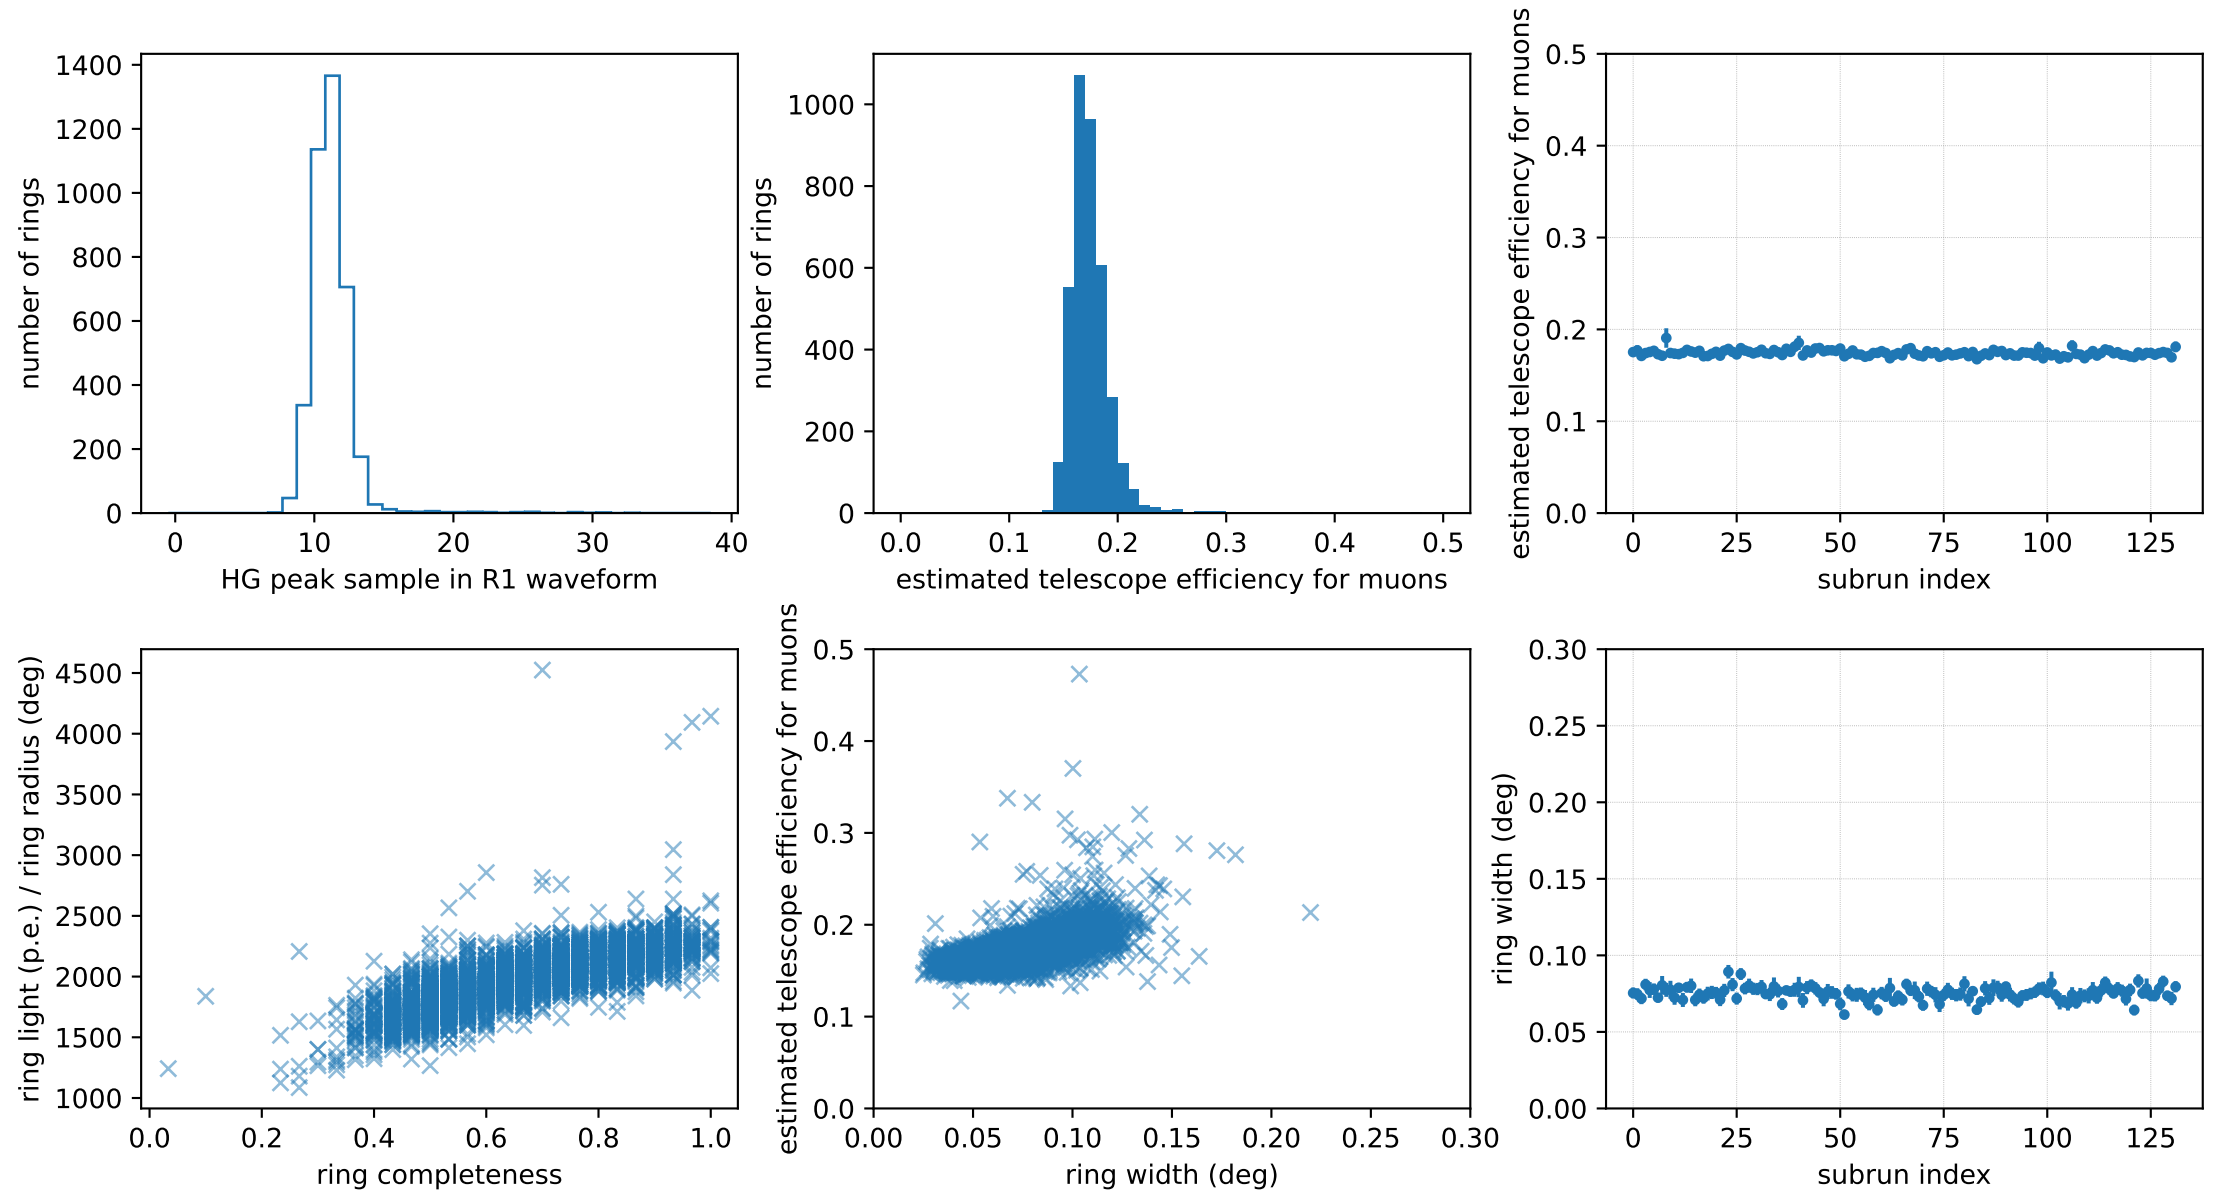 1400
1200
1000
800
600
400
200
0
number of rings
0 10 20 30 40
HG peak sample in R1 waveform
1000
800
600
400
200
0
number of rings
0.0 0.1 0.2 0.3 0.4 0.5
estimated telescope efficiency for muons
0.5
0.4
0.3
0.2
0.1
0.0
estimated telescope efficiency for muons
0 25 50 75 100 125
subrun index
4500
4000
3500
3000
2500
2000
1500
1000
ring light (p.e.) / ring radius (deg)
0.0 0.2 0.4 0.6 0.8 1.0
ring completeness
0.5
0.4
0.3
0.2
0.1
0.0
estimated telescope efficiency for muons
0.00 0.05 0.10 0.15 0.20 0.25 0.30
ring width (deg)
0.30
0.25
0.20
0.15
0.10
0.05
0.00
ring width (deg)
0 25 50 75 100 125
subrun index